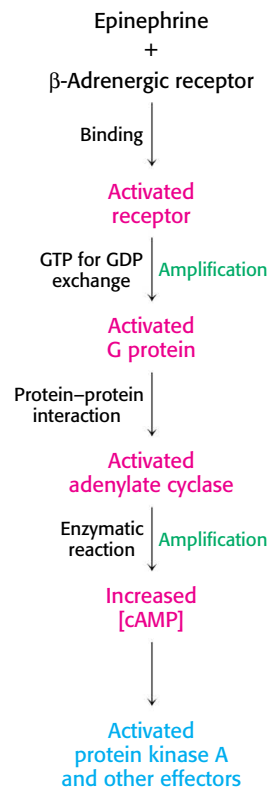 Epinephrine
+
β-Adrenergic receptor
Binding
Activated
receptor
GTP for GDP
exchange
Amplification
Activated
G protein
Protein–protein
interaction
Activated
adenylate cyclase
Enzymatic
reaction
Amplification
Increased
[cAMP]
Activated
protein kinase A
and other effectors